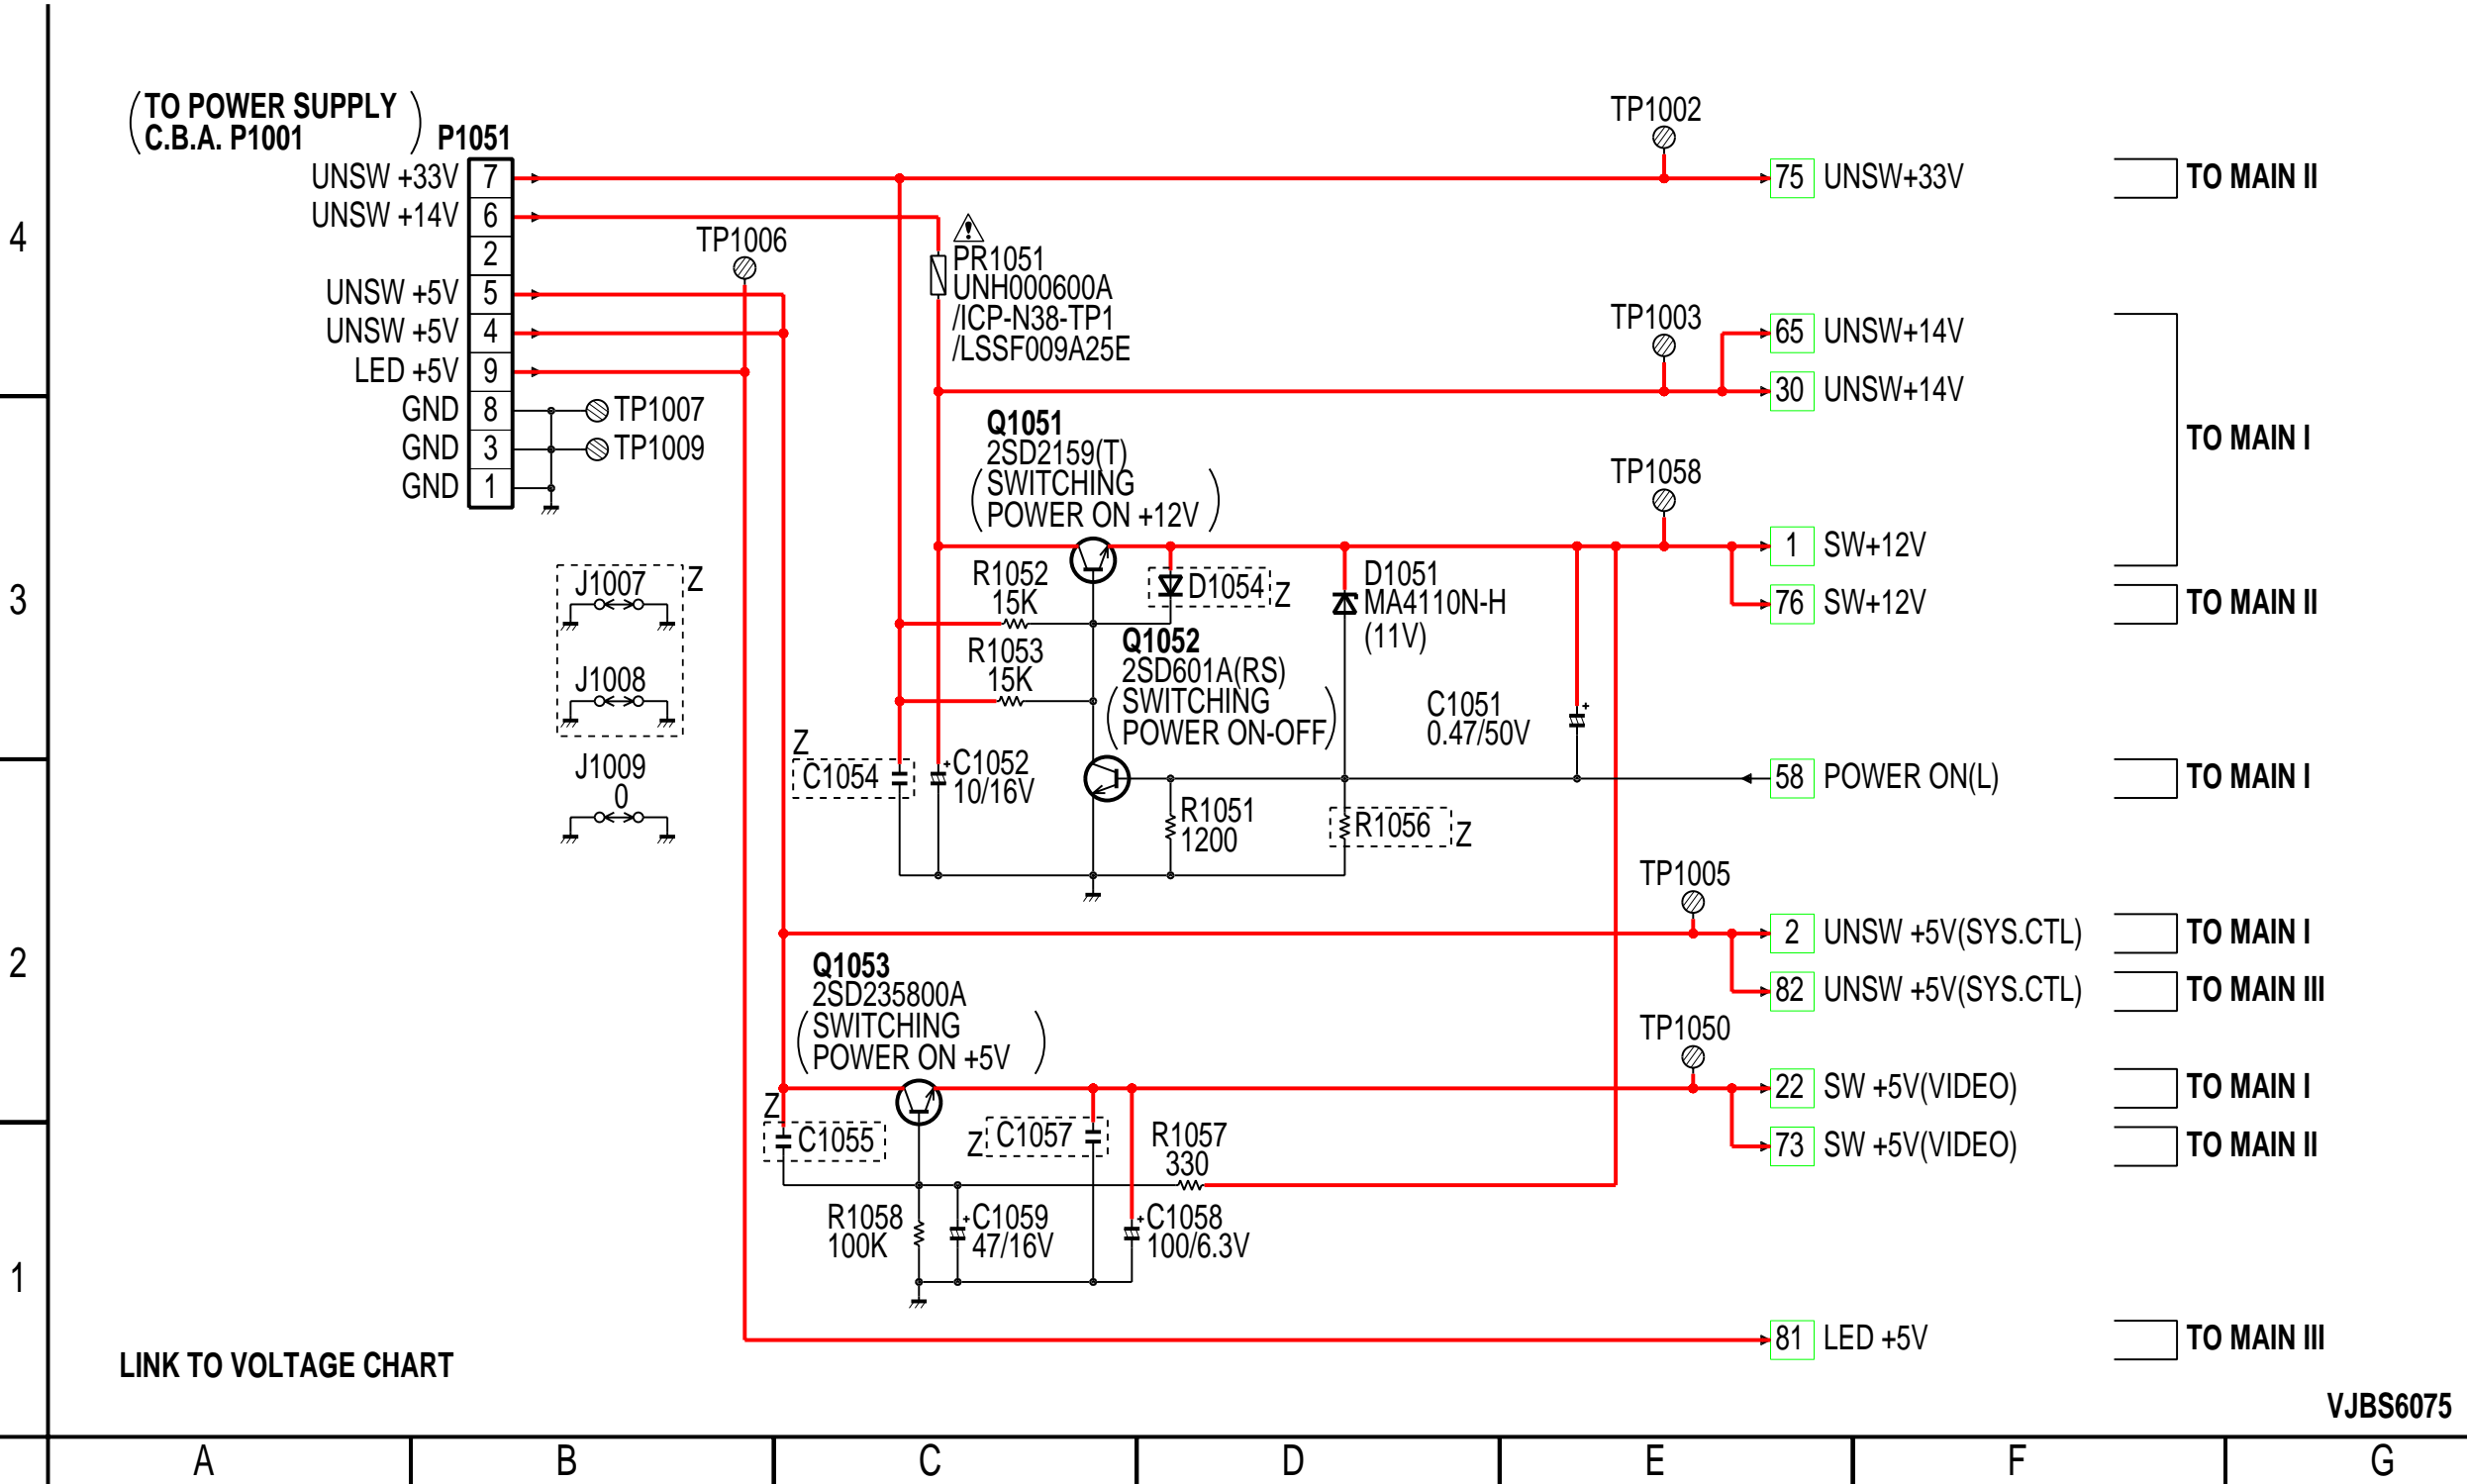 (TO POWER SUPPLY
C.B.A. P1001)
P1051
UNSW +33V 7
UNSW +14V 6
2
UNSW +5V 5
UNSW +5V 4
LED +5V 9
GND 8
GND 3
GND 1
TP1006
TP1007
TP1009
J1007
Z
J1008
J1009
0
PR1051
UNH000600A
/ICP-N38-TP1
/LSSF009A25E
Q1051
2SD2159(T)
(SWITCHING
POWER ON +12V)
R1052
15K
R1053
15K
D1054 Z
D1051
MA4110N-H
(11V)
Q1052
2SD601A(RS)
(SWITCHING
POWER ON-OFF)
C1051
0.47/50V
+
Z
C1054
+
C1052
10/16V
R1051
1200
R1056 Z
Q1053
2SD235800A
(SWITCHING
POWER ON +5V)
Z
C1055
Z C1057
R1057
330
R1058
100K
+
C1059
47/16V
+
C1058
100/6.3V
TP1002
75 UNSW+33V TO MAIN II
TP1003
65 UNSW+14V
30 UNSW+14V
TO MAIN I
TP1058
1 SW+12V
76 SW+12V TO MAIN II
58 POWER ON(L) TO MAIN I
TP1005
2 UNSW +5V(SYS.CTL) TO MAIN I
82 UNSW +5V(SYS.CTL) TO MAIN III
TP1050
22 SW +5V(VIDEO) TO MAIN I
73 SW +5V(VIDEO) TO MAIN II
81 LED +5V TO MAIN III
LINK TO VOLTAGE CHART
VJBS6075
4
3
2
1
A B C D E F G